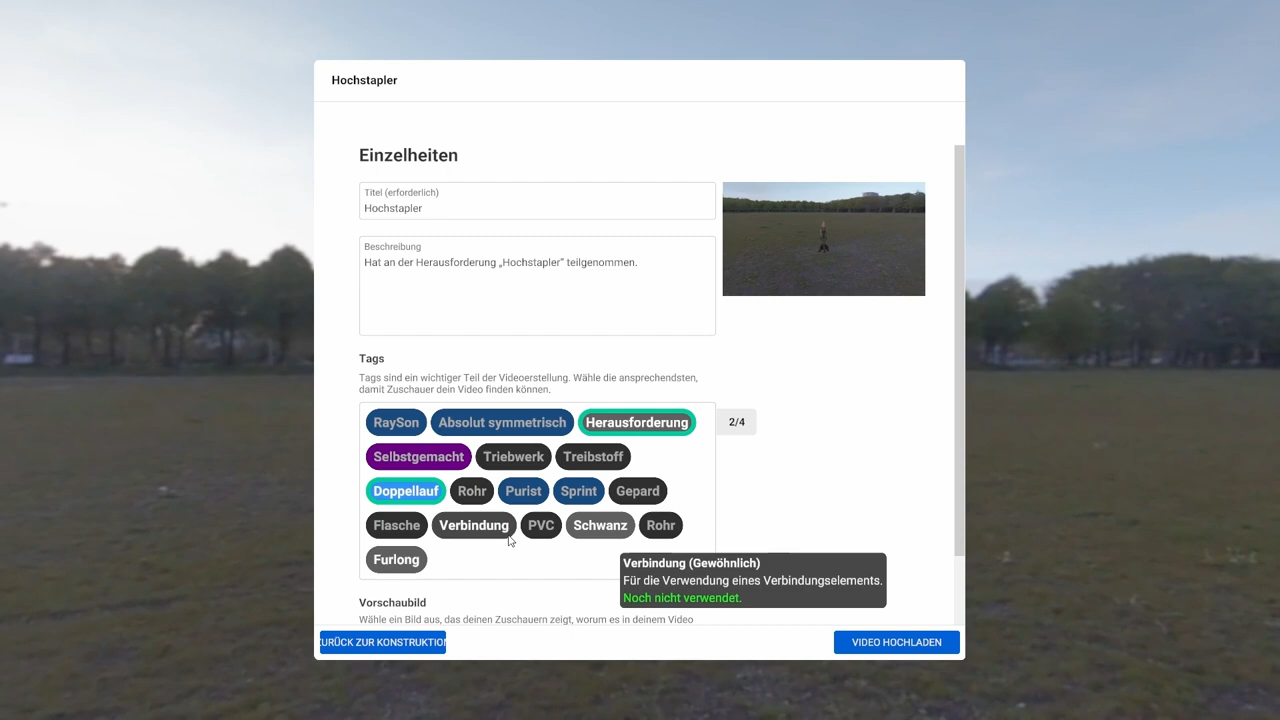 Hochstapler
Einzelheiten
Titel (erforderlich)
Hochstapler
Beschreibung
Hat an der Herausforderung „Hochstapler“ teilgenommen.
Tags
Tags sind ein wichtiger Teil der Videoerstellung. Wähle die ansprechendsten,
damit Zuschauer dein Video finden können.
RaySon Absolut symmetrisch Herausforderung 2/4
Selbstgemacht Triebwerk Treibstoff
Doppellauf Rohr Purist Sprint Gepard
Flasche Verbindung PVC Schwanz Rohr
Furlong
Verbindung (Gewöhnlich)
Für die Verwendung eines Verbindungselements.
Noch nicht verwendet.
Vorschaubild
Wähle ein Bild aus, das deinen Zuschauern zeigt, worum es in deinem Video
URÜCK ZUR KONSTRUKTION VIDEO HOCHLADEN